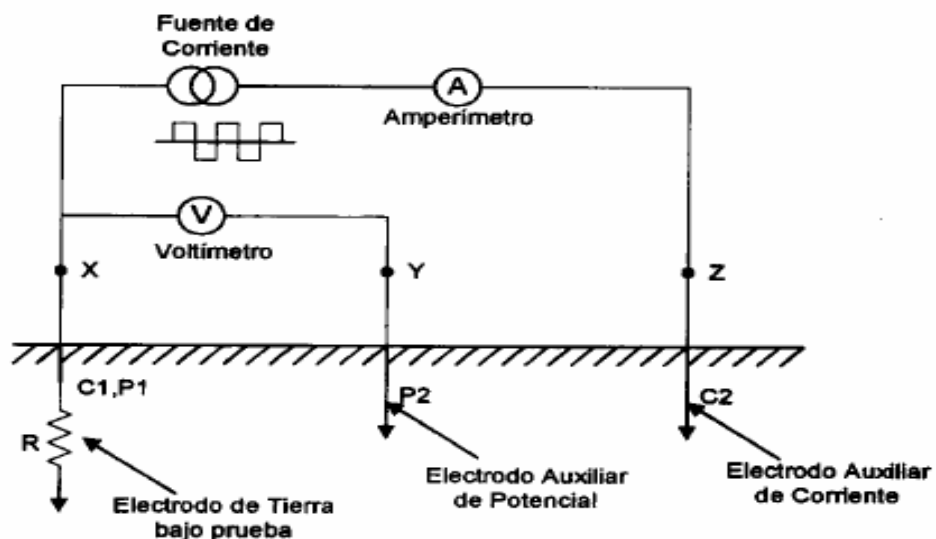 Fuente de
Corriente
A
Amperímetro
V
Voltímetro
X
Y
Z
C1,P1
P2
C2
R
Electrodo de Tierra
bajo prueba
Electrodo Auxiliar
de Potencial
Electrodo Auxiliar
de Corriente